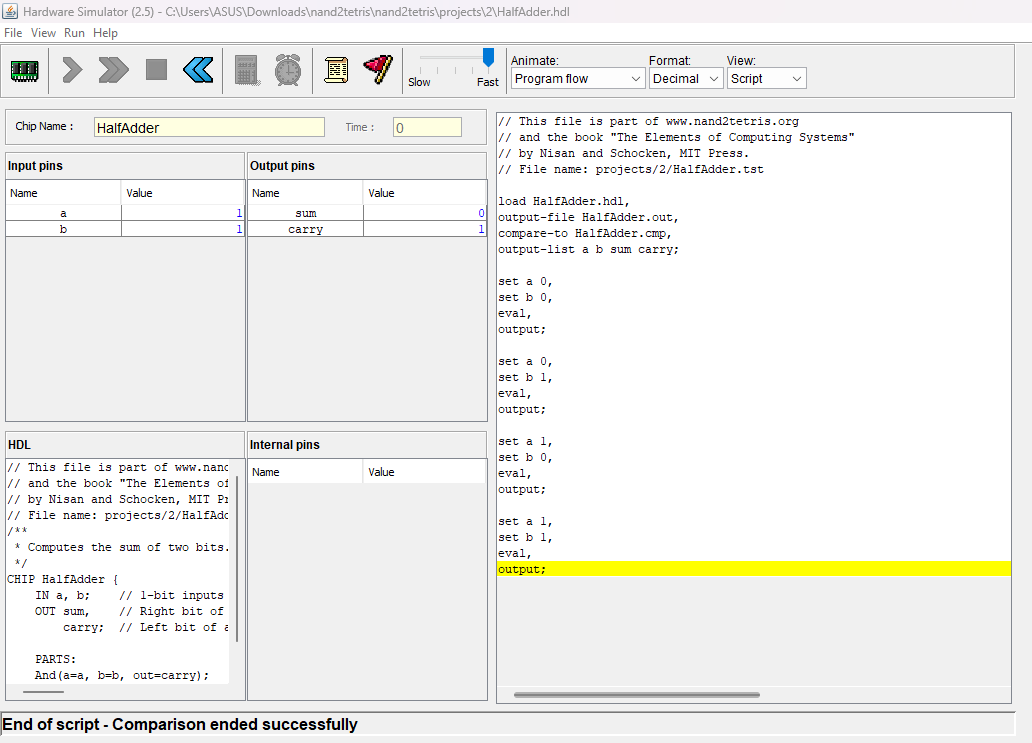 Hardware Simulator (2.5) - C:\Users\ASUS\Downloads\nand2tetris\nand2tetris\projects\2\HalfAdder.hdl
File View Run Help
Slow Fast
Animate: Format: View:
Program flow Decimal Script
Chip Name : HalfAdder Time : 0
Input pins
Name Value
a 1
b 1
Output pins
Name Value
sum 0
carry 1
HDL
// This file is part of www.nand
// and the book "The Elements of
// by Nisan and Schocken, MIT Pr
// File name: projects/2/HalfAdd
/**
* Computes the sum of two bits.
*/
CHIP HalfAdder {
IN a, b; // 1-bit inputs
OUT sum, // Right bit of
carry; // Left bit of a
PARTS:
And(a=a, b=b, out=carry);
Internal pins
Name Value
// This file is part of www.nand2tetris.org
// and the book "The Elements of Computing Systems"
// by Nisan and Schocken, MIT Press.
// File name: projects/2/HalfAdder.tst
load HalfAdder.hdl,
output-file HalfAdder.out,
compare-to HalfAdder.cmp,
output-list a b sum carry;
set a 0,
set b 0,
eval,
output;
set a 0,
set b 1,
eval,
output;
set a 1,
set b 0,
eval,
output;
set a 1,
set b 1,
eval,
output;
End of script - Comparison ended successfully